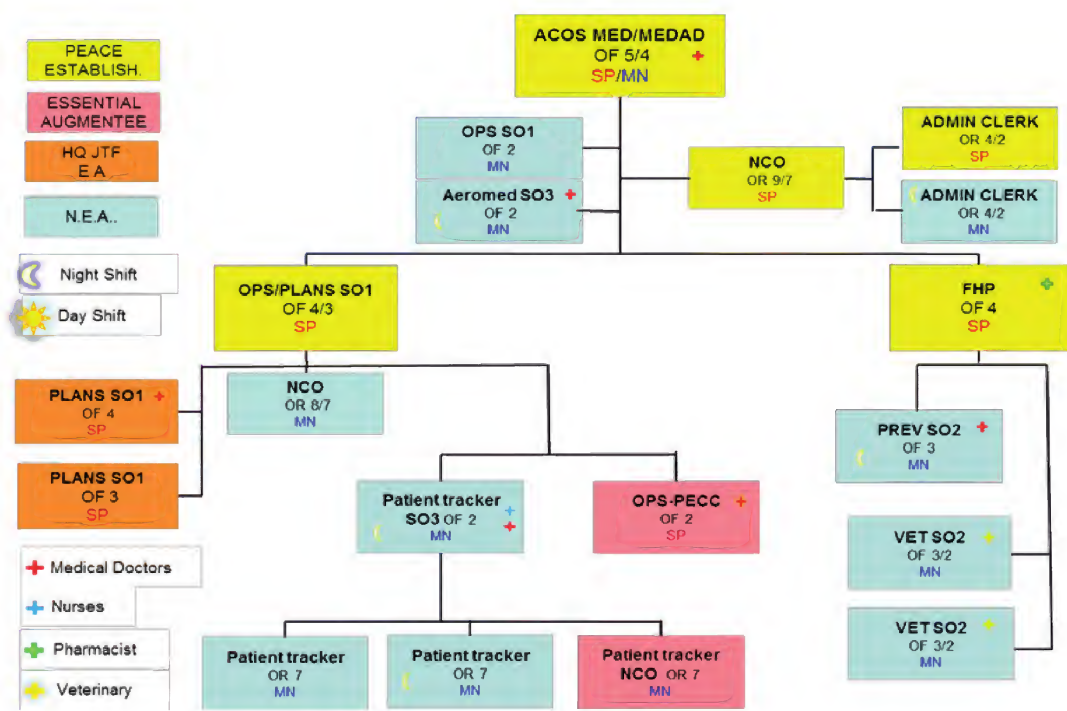 ACOS MED/MEDAD
OF 5/4
SP/MN
PEACE
ESTABLISH.
ESSENTIAL
AUGMENTEE
HQ JTF
E A
N.E.A..
Night Shift
Day Shift
OPS SO1
OF 2
MN
Aeromed SO3
OF 2
MN
NCO
OR 9/7
SP
ADMIN CLERK
OR 4/2
SP
ADMIN CLERK
OR 4/2
MN
OPS/PLANS SO1
OF 4/3
SP
FHP
OF 4
SP
PLANS SO1
OF 4
SP
NCO
OR 8/7
MN
PLANS SO1
OF 3
SP
Patient tracker
SO3 OF 2
MN
OPS-PECC
OF 2
SP
PREV SO2
OF 3
MN
VET SO2
OF 3/2
MN
VET SO2
OF 3/2
MN
Patient tracker
OR 7
MN
Patient tracker
OR 7
MN
Patient tracker
NCO OR 7
MN
Medical Doctors
Nurses
Pharmacist
Veterinary